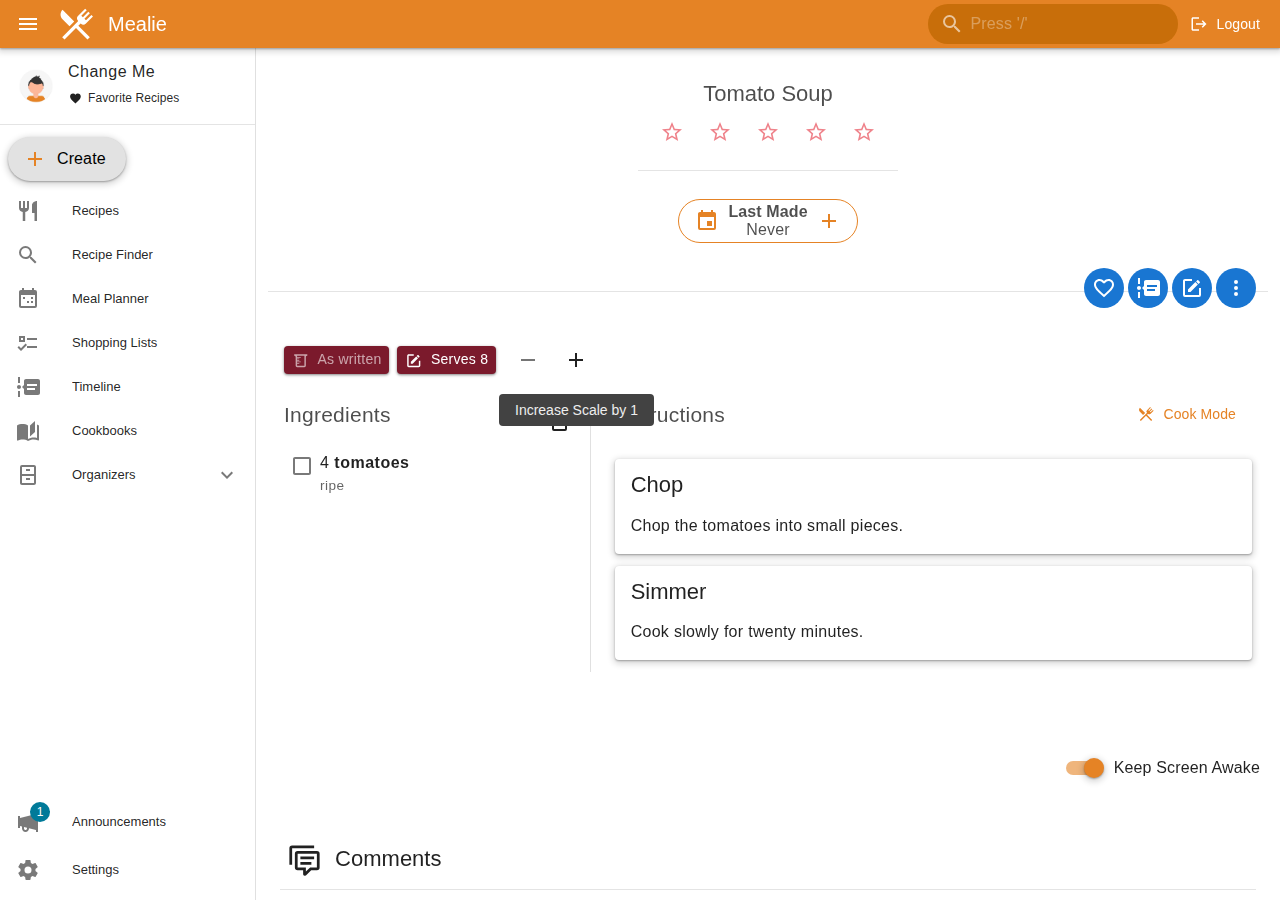 Mealie
Press '/'
Logout
Change Me
Favorite Recipes
Create
Recipes
Recipe Finder
Meal Planner
Shopping Lists
Timeline
Cookbooks
Organizers
1
Announcements
Settings
Tomato Soup
Last Made
Never
As written
Serves 8
Increase Scale by 1
Ingredients
4 tomatoes
ripe
ructions
Cook Mode
Chop
Chop the tomatoes into small pieces.
Simmer
Cook slowly for twenty minutes.
Keep Screen Awake
Comments